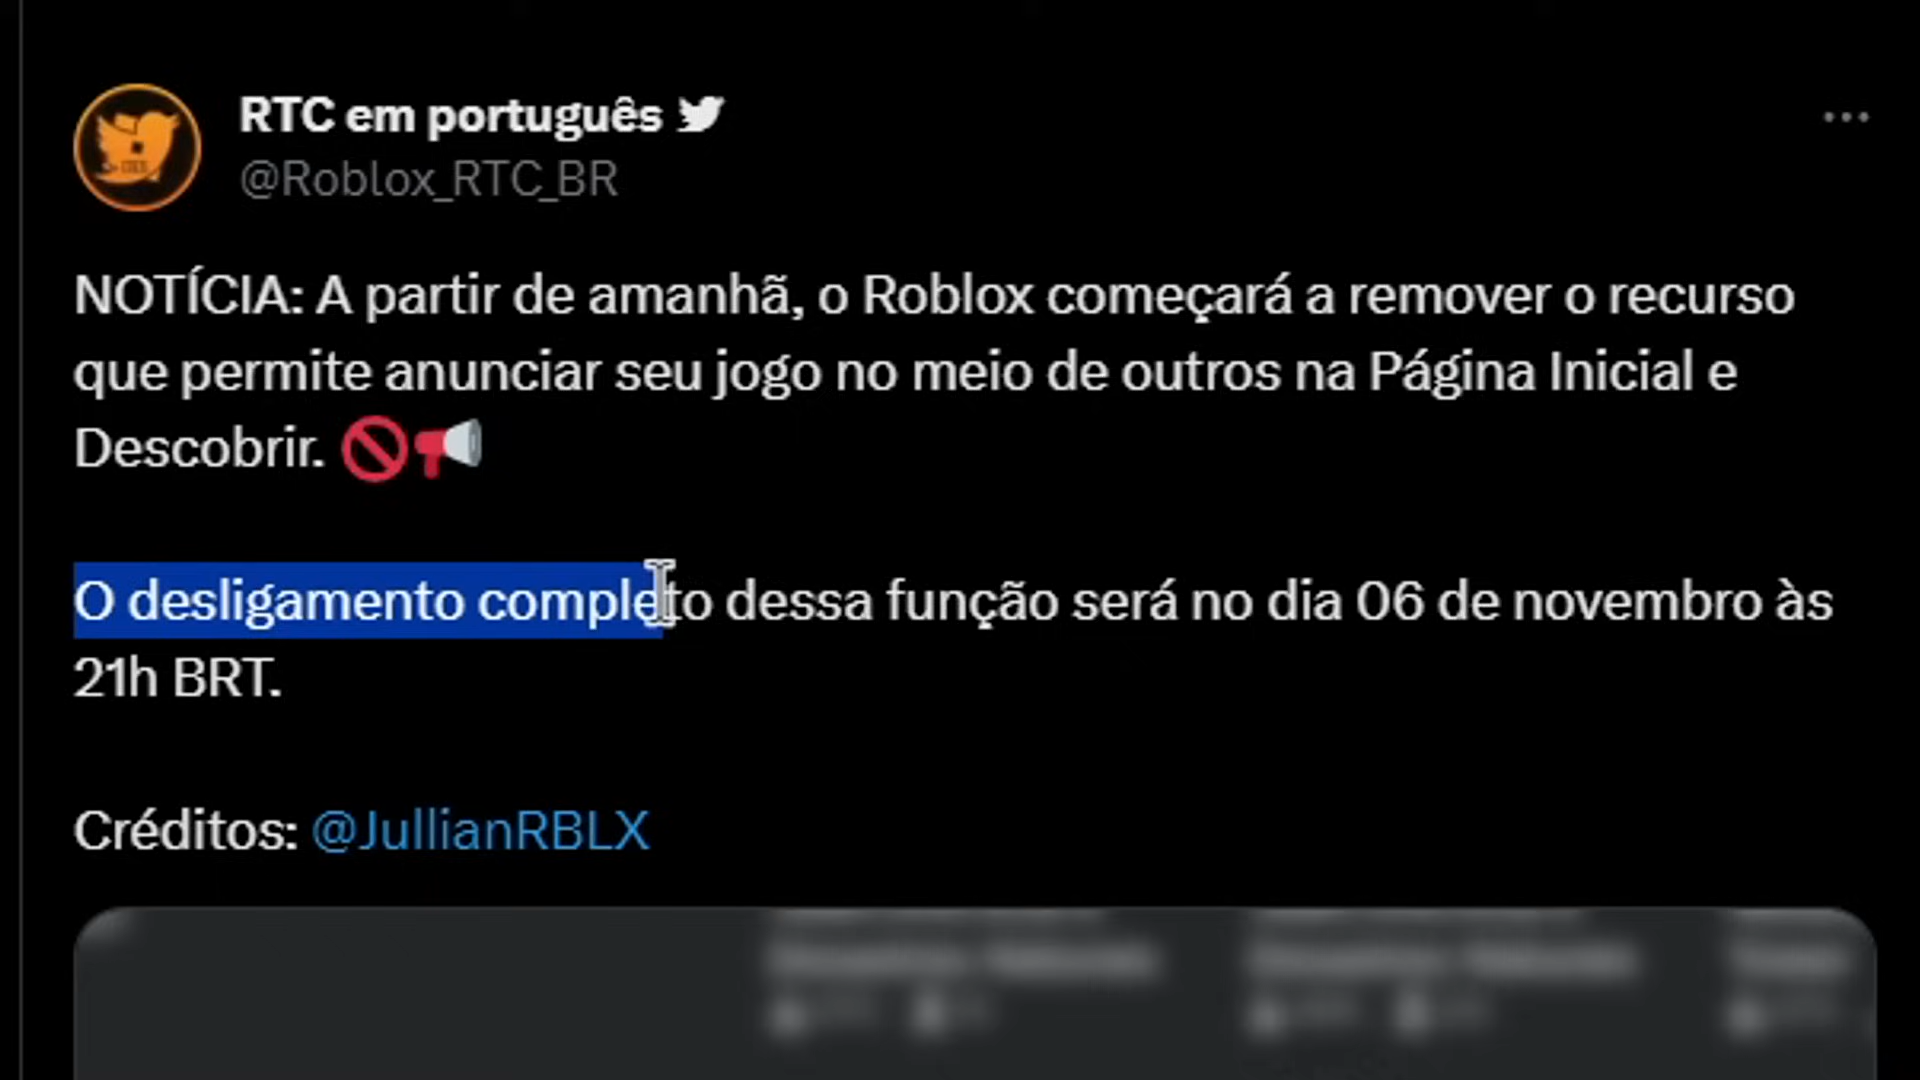 RTC em português
@Roblox_RTC_BR
NOTÍCIA: A partir de amanhã, o Roblox começará a remover o recurso
que permite anunciar seu jogo no meio de outros na Página Inicial e
Descobrir. 🚫📢
O desligamento completo dessa função será no dia 06 de novembro às
21h BRT.
Créditos: @JullianRBLX